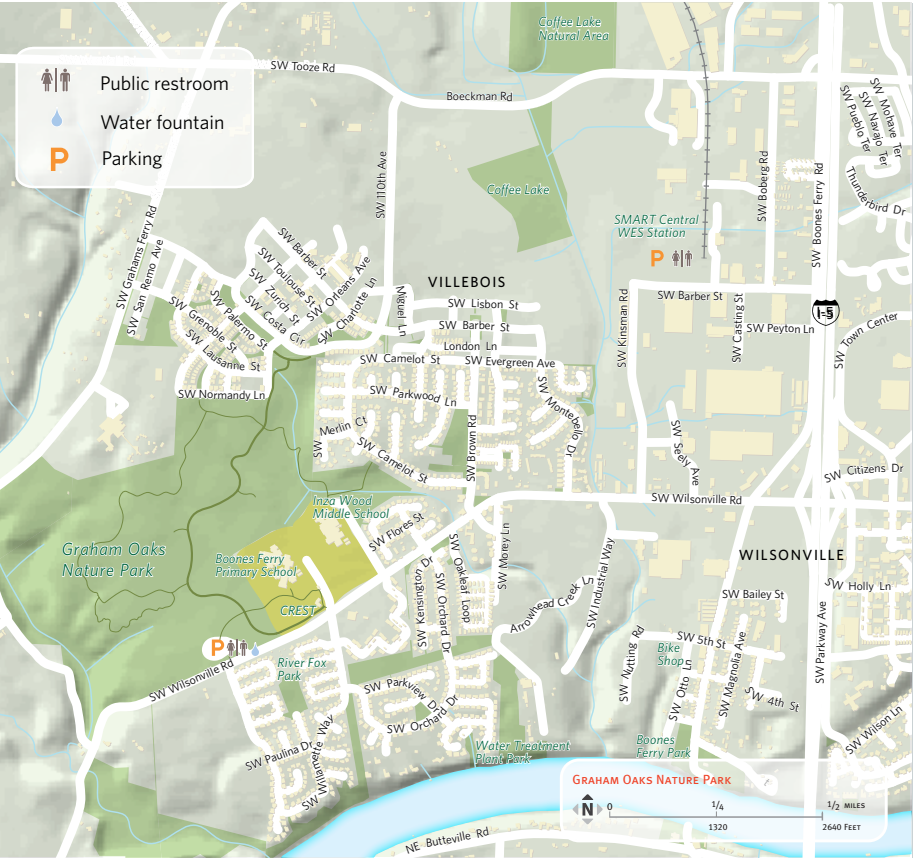 Coffee Lake
Natural Area
Public restroom
Water fountain
P Parking
SW Tooze Rd
Boeckman Rd
SW Mohave Ter
SW Navajo Ter
SW Pueblo Ter
Thunderbird Dr
SW 110th Ave
SW Boberg Rd
SW Boones Ferry Rd
Coffee Lake
SMART Central
WES Station
P
SW Grahams Ferry Rd
SW San Remo Ave
SW Barber St
SW Toulouse St
SW Zurich St
SW Orleans Ave
SW Costa Cir
SW Charlotte Ln
SW Palermo St
SW Grenoble St
SW Lausanne St
SW Normandy Ln
VILLEBOIS
Miguel Ln
SW Lisbon St
SW Barber St
London Ln
SW Camelot St
SW Evergreen Ave
SW Parkwood Ln
SW Merlin Ct
SW Camelot St
SW Brown Rd
SW Montebello Dr
SW Kinsman Rd
SW Barber St
SW Casting St
SW Peyton Ln
I-5
SW Town Center
SW Seely Ave
SW Citizens Dr
SW Wilsonville Rd
Inza Wood
Middle School
Graham Oaks
Nature Park
Boones Ferry
Primary School
CREST
SW Flores St
SW Kensington Dr
SW Orchard Dr
SW Oakleaf Loop
SW Morey Ln
Arrowhead Creek Ln
SW Industrial Way
WILSONVILLE
SW Bailey St
SW Holly Ln
SW Parkway Ave
SW Nutting Rd
SW 5th St
Bike
Shop
SW Otto Ln
SW Magnolia Ave
SW 4th St
SW Wilson Ln
P
SW Wilsonville Rd
River Fox
Park
SW Parkview Dr
SW Orchard Dr
SW Paulina Dr
SW Willamette Way
Water Treatment
Plant Park
Boones
Ferry Park
NE Butteville Rd
GRAHAM OAKS NATURE PARK
N
0 1/4 1/2 MILES
1320 2640 FEET